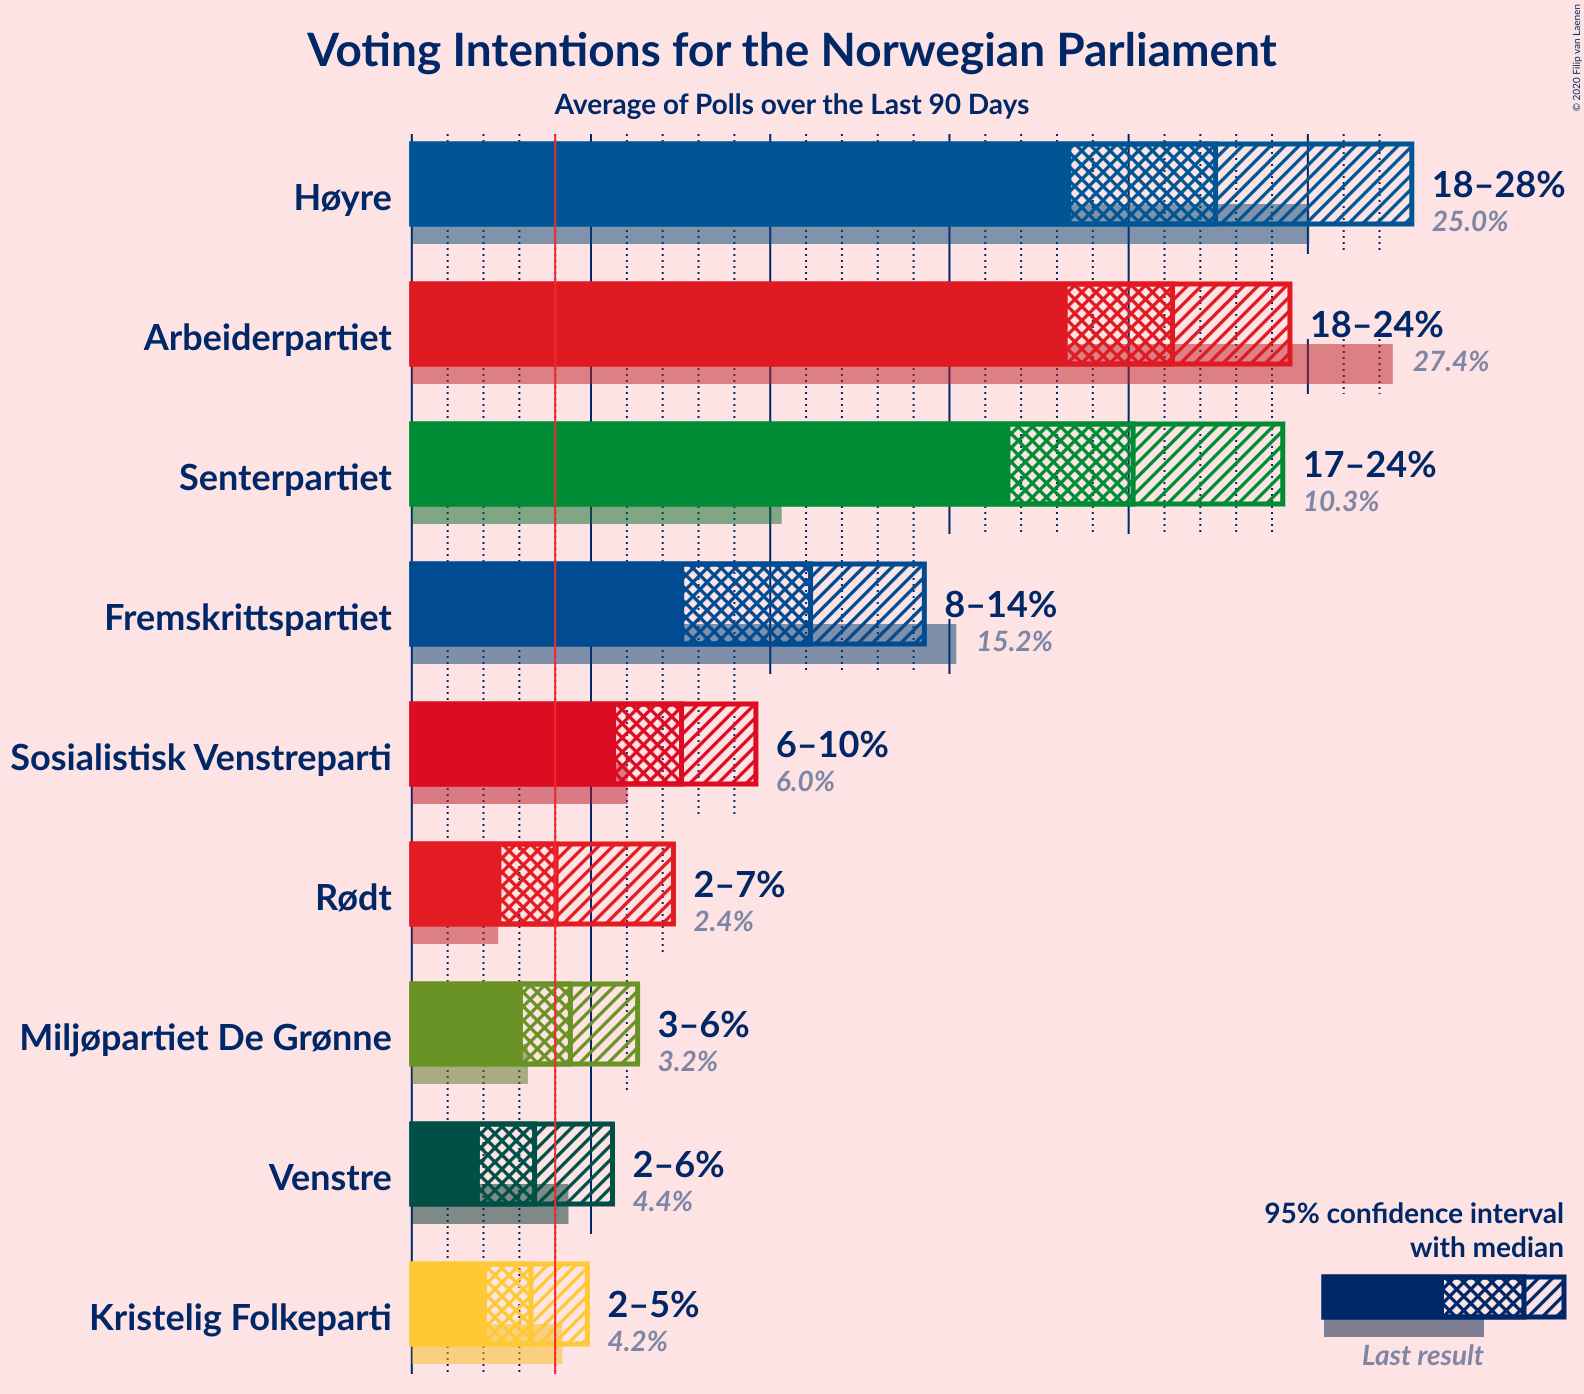 Voting Intentions for the Norwegian Parliament
Average of Polls over the Last 90 Days
© 2020 Filip van Laenen
Høyre
18–28%
25.0%
Arbeiderpartiet
18–24%
27.4%
Senterpartiet
17–24%
10.3%
Fremskrittspartiet
8–14%
15.2%
Sosialistisk Venstreparti
6–10%
6.0%
Rødt
2–7%
2.4%
Miljøpartiet De Grønne
3–6%
3.2%
Venstre
2–6%
4.4%
Kristelig Folkeparti
2–5%
4.2%
95% confidence interval
with median
Last result